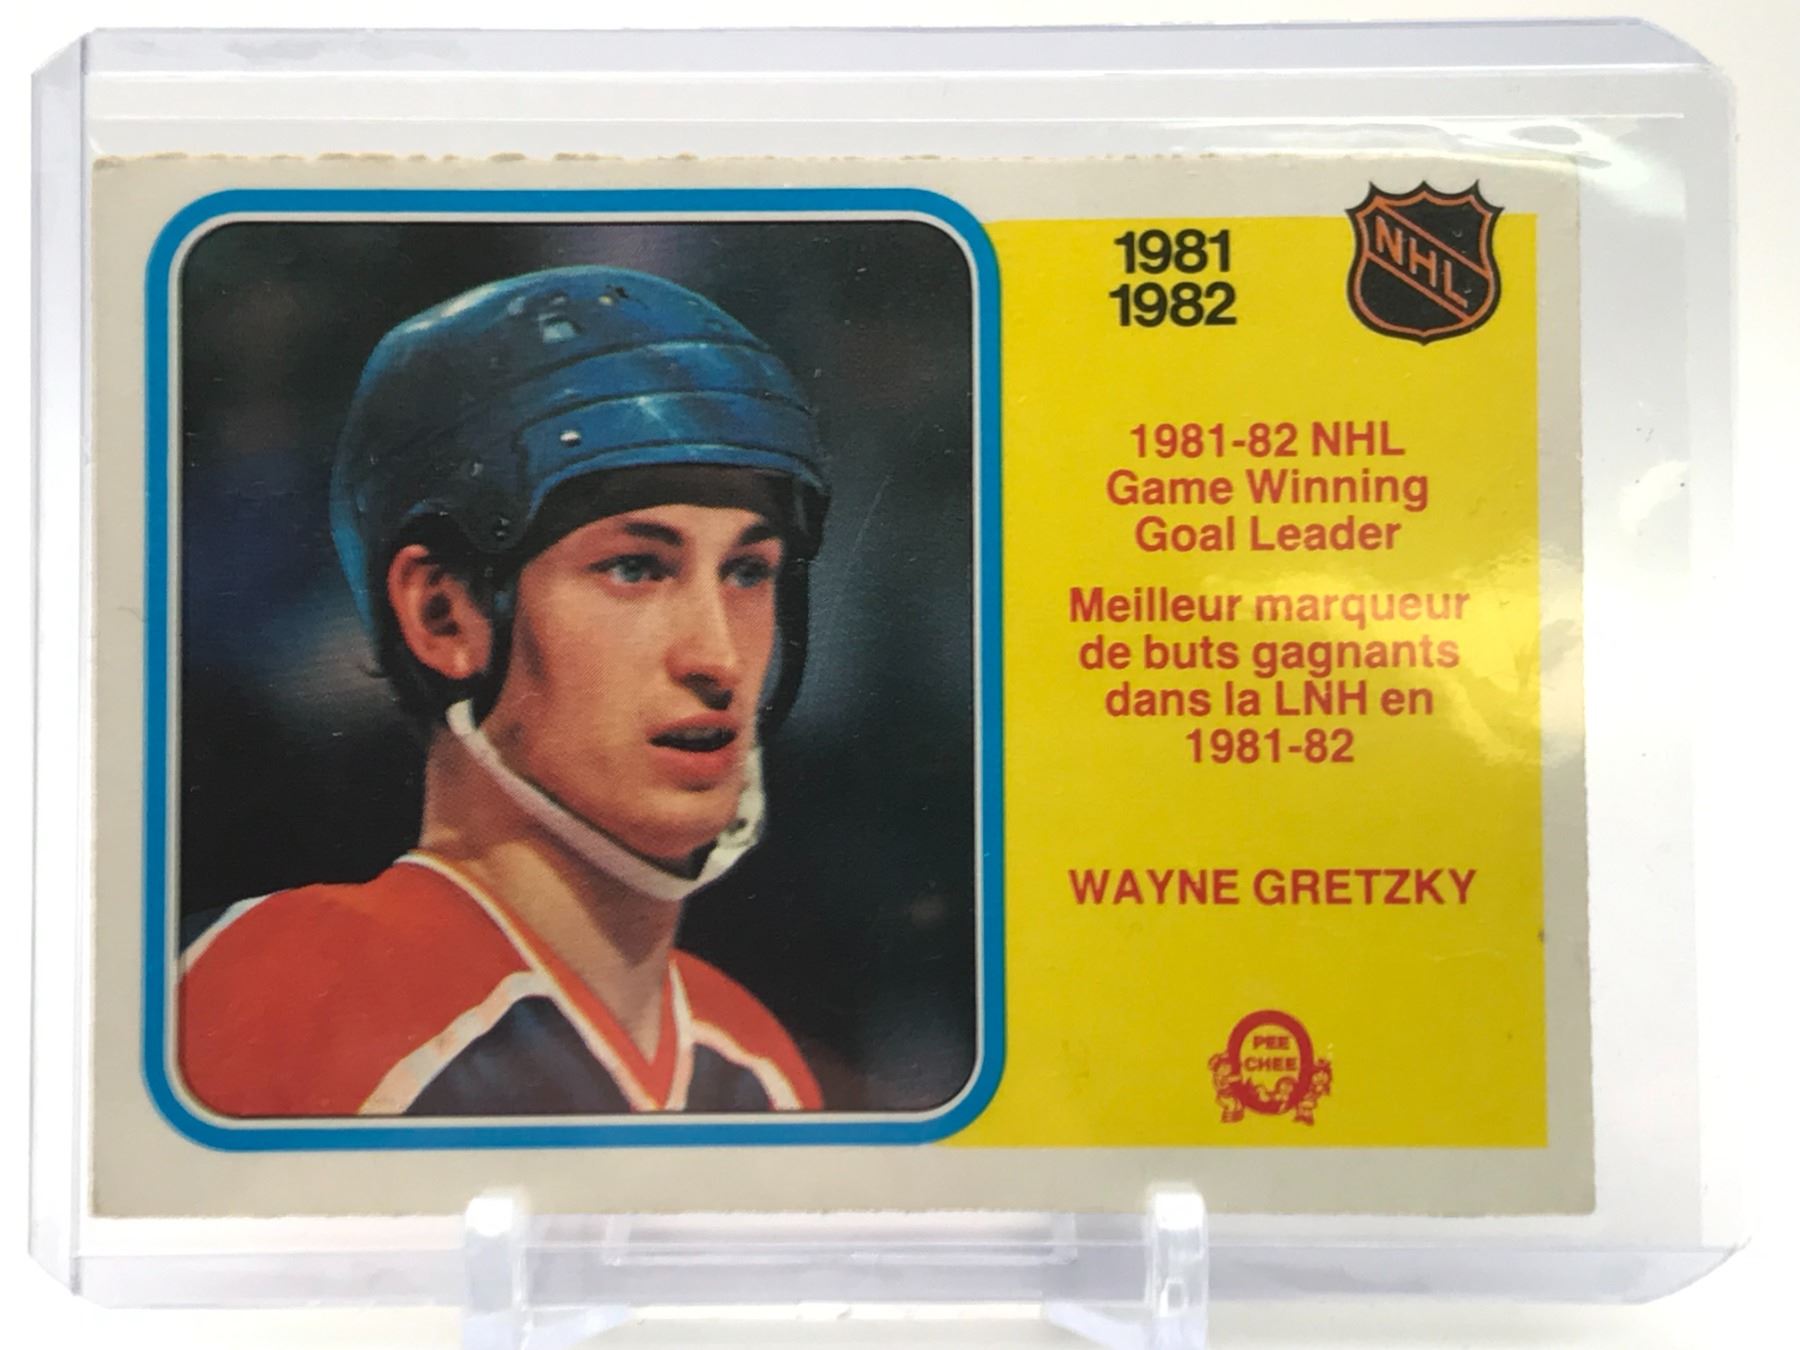 1981
1982
NHL
1981-82 NHL
Game Winning
Goal Leader
Meilleur marqueur
de buts gagnants
dans la LNH en
1981-82
WAYNE GRETZKY
PEE
CHEE